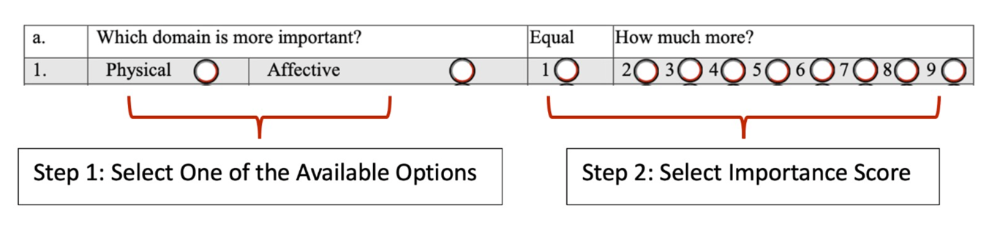 a. Which domain is more important? Equal How much more?
1. Physical Affective 1 2 3 4 5 6 7 8 9
Step 1: Select One of the Available Options Step 2: Select Importance Score